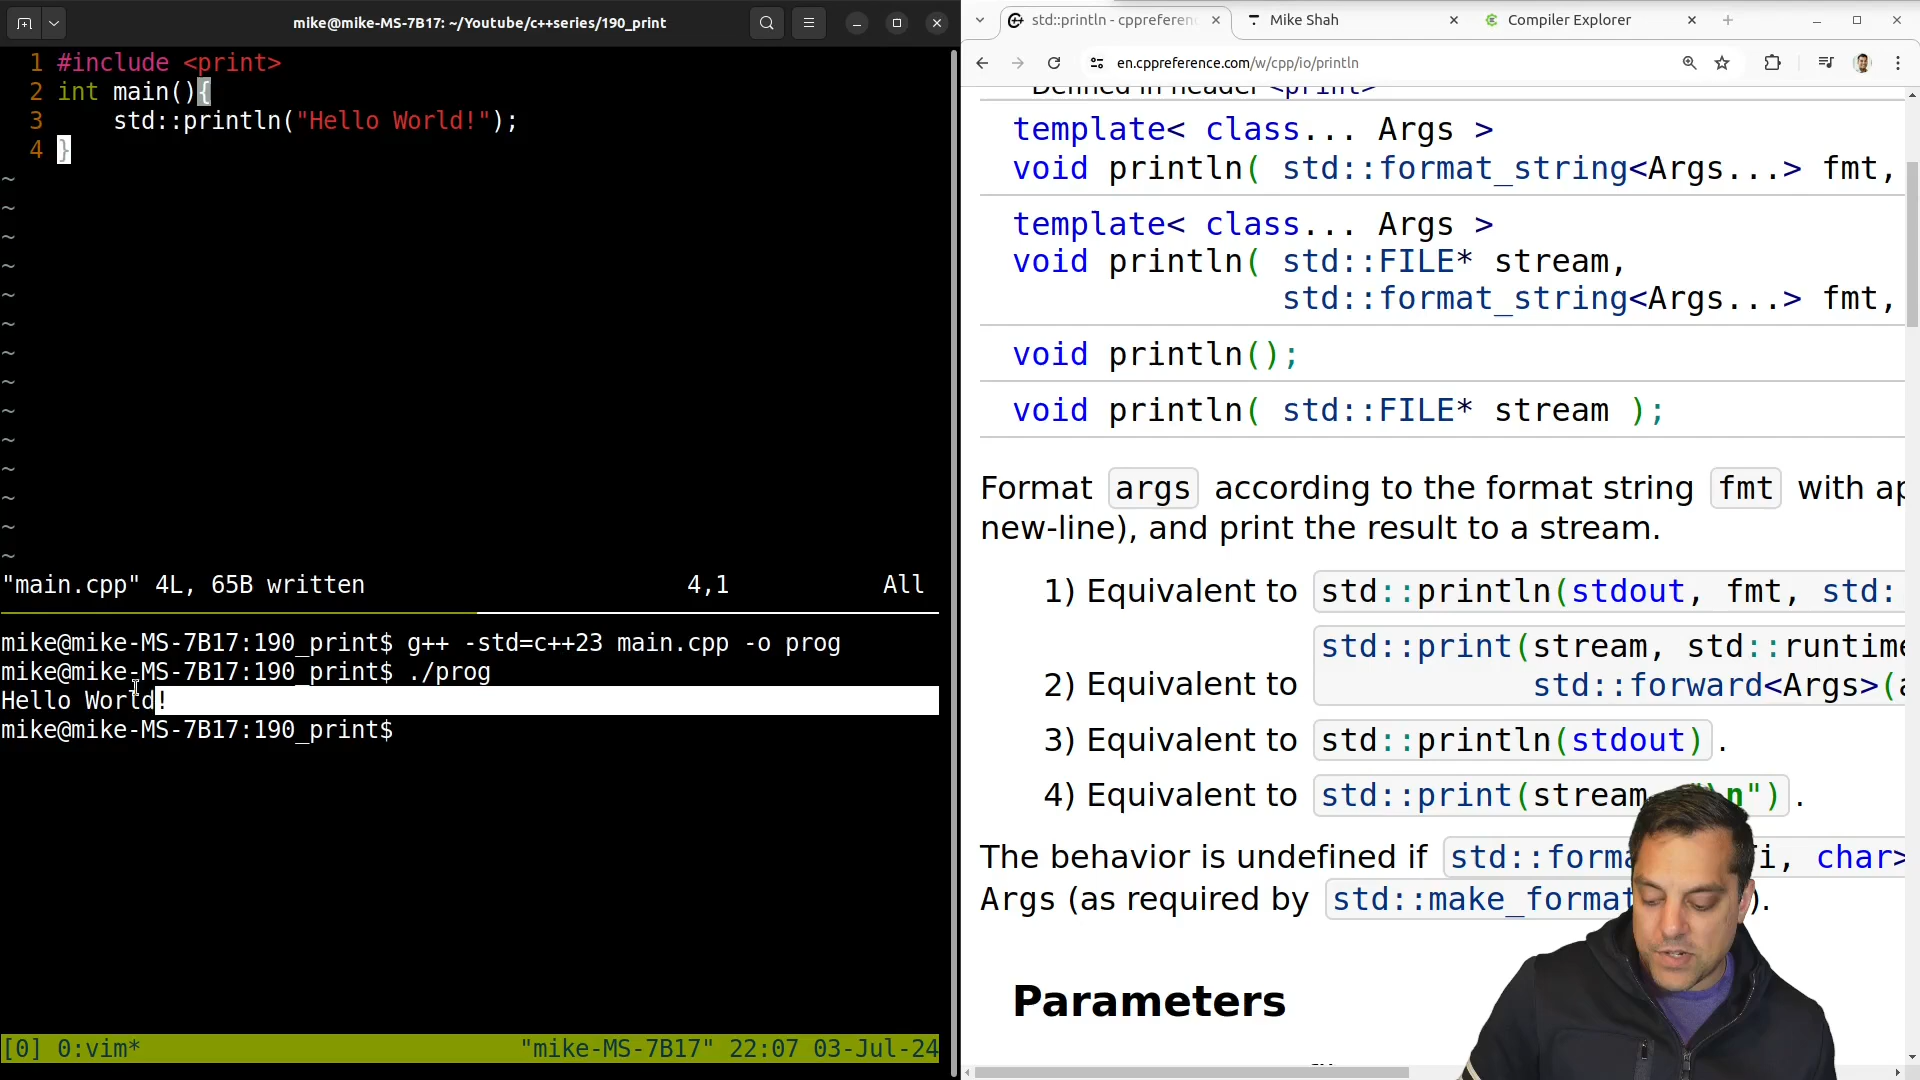 mike@mike-MS-7B17: ~/Youtube/c++series/190_print
1 #include <print>
2 int main(){
3     std::println("Hello World!");
4 }
~
~
~
~
~
~
~
~
~
~
~
~
~
~
"main.cpp" 4L, 65B written 4,1 All
mike@mike-MS-7B17:190_print$ g++ -std=c++23 main.cpp -o prog
mike@mike-MS-7B17:190_print$ ./prog
Hello World!
mike@mike-MS-7B17:190_print$
[0] 0:vim* "mike-MS-7B17" 22:07 03-Jul-24
std::println - cppreferen
Mike Shah
Compiler Explorer
en.cppreference.com/w/cpp/io/println
Defined in header <print>
template< class... Args >
void println( std::format_string<Args...> fmt,
template< class... Args >
void println( std::FILE* stream,
std::format_string<Args...> fmt,
void println();
void println( std::FILE* stream );
Format args according to the format string fmt with ap
new-line), and print the result to a stream.
1) Equivalent to std::println(stdout, fmt, std:
std::print(stream, std::runtime
2) Equivalent to std::forward<Args>(a
3) Equivalent to std::println(stdout).
4) Equivalent to std::print(stream \n").
The behavior is undefined if std::forma i, char>
Args (as required by std::make_format ).
Parameters